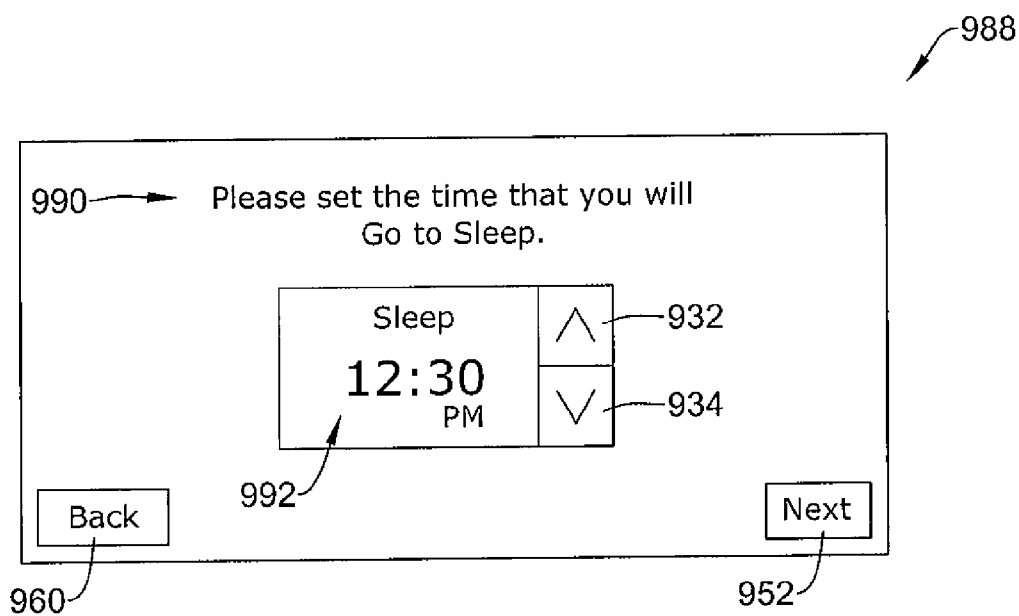 988
990
Please set the time that you will
Go to Sleep.
Sleep
932
12:30
PM
934
992
Back
Next
960
952